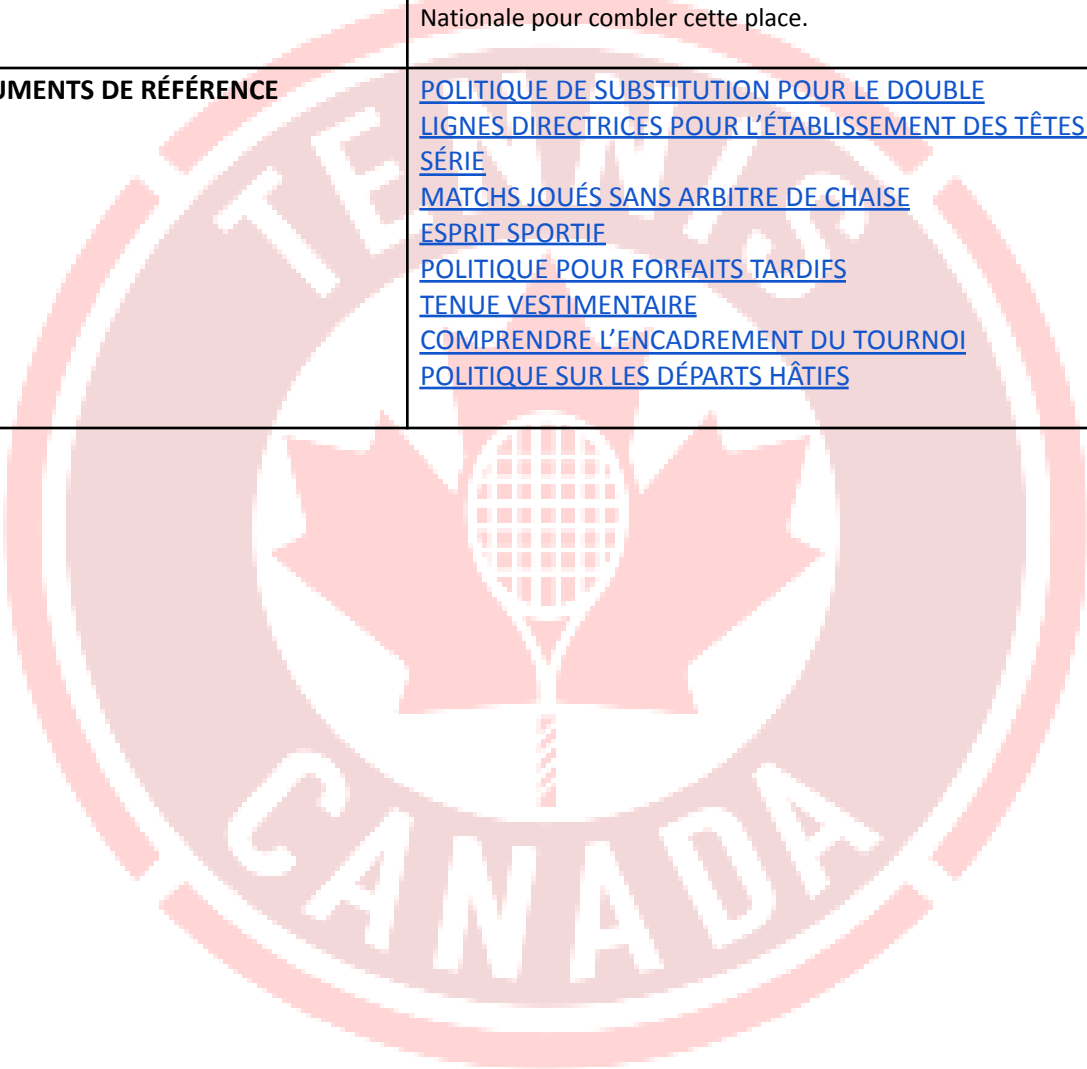 Nationale pour combler cette place.
UMENTS DE RÉFÉRENCE
POLITIQUE DE SUBSTITUTION POUR LE DOUBLE
LIGNES DIRECTRICES POUR L’ÉTABLISSEMENT DES TÊTES
SÉRIE
MATCHS JOUÉS SANS ARBITRE DE CHAISE
ESPRIT SPORTIF
POLITIQUE POUR FORFAITS TARDIFS
TENUE VESTIMENTAIRE
COMPRENDRE L’ENCADREMENT DU TOURNOI
POLITIQUE SUR LES DÉPARTS HÂTIFS
TENNIS
CANADA